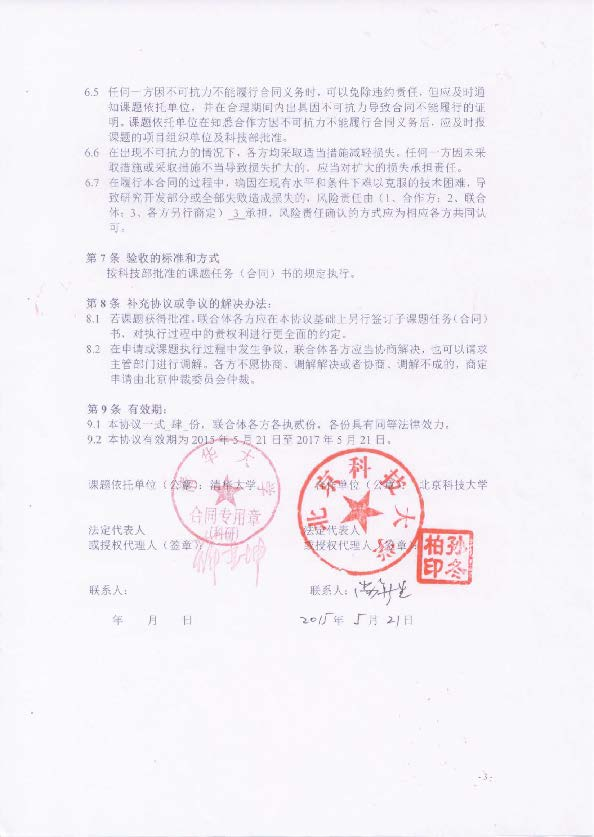 6.5 任何一方因不可抗力不能履行合同义务时，可以免除违约责任，但应及时通
知课题依托单位，并在合理期间内出具因不可抗力导致合同不能履行的证
明。课题依托单位在知悉合作方因不可抗力不能履行合同义务后，应及时报
课题的项目组织单位及科技部批准。
6.6 在出现不可抗力的情况下，各方均采取适当措施减轻损失。任何一方因未采
取措施或采取措施不当导致损失扩大的，应当对扩大的损失承担责任。
6.7 在履行本合同的过程中，确因在现有水平和条件下难以克服的技术困难，导
致研究开发部分或全部失败造成损失的，风险责任由（1、合作方；2、联合
体；3、各方另行商定）_3_承担，风险责任确认的方式应为相应各方共同认
可。
第 7 条 验收的标准和方式
按科技部批准的课题任务（合同）书的规定执行。
第 8 条 补充协议或争议的解决办法：
8.1 若课题获得批准，联合体各方应在本协议基础上另行签订子课题任务（合同）
书，对执行过程中的责权利进行更全面的约定。
8.2 在申请或课题执行过程中发生争议，联合体各方应当协商解决，也可以请求
主管部门进行调解。各方不愿协商、调解解决或者协商、调解不成的，商定
申请由北京仲裁委员会仲裁。
第 9 条 有效期：
9.1 本协议一式_肆_份，联合体各方各执贰份，各份具有同等法律效力。
9.2 本协议有效期为 2015 年 5 月 21 日至 2017 年 5 月 21 日。
课题依托单位（公章）：清华大学 单位（公章） 北京科技大学
合同专用章
（科研）
北京科技大
法定代表人 法定代表人
或授权代理人（签章） 或授权代理人（签章）
孙冬柏印
联系人： 联系人：
年 月 日 2015 年 5 月 21 日
- 3 -